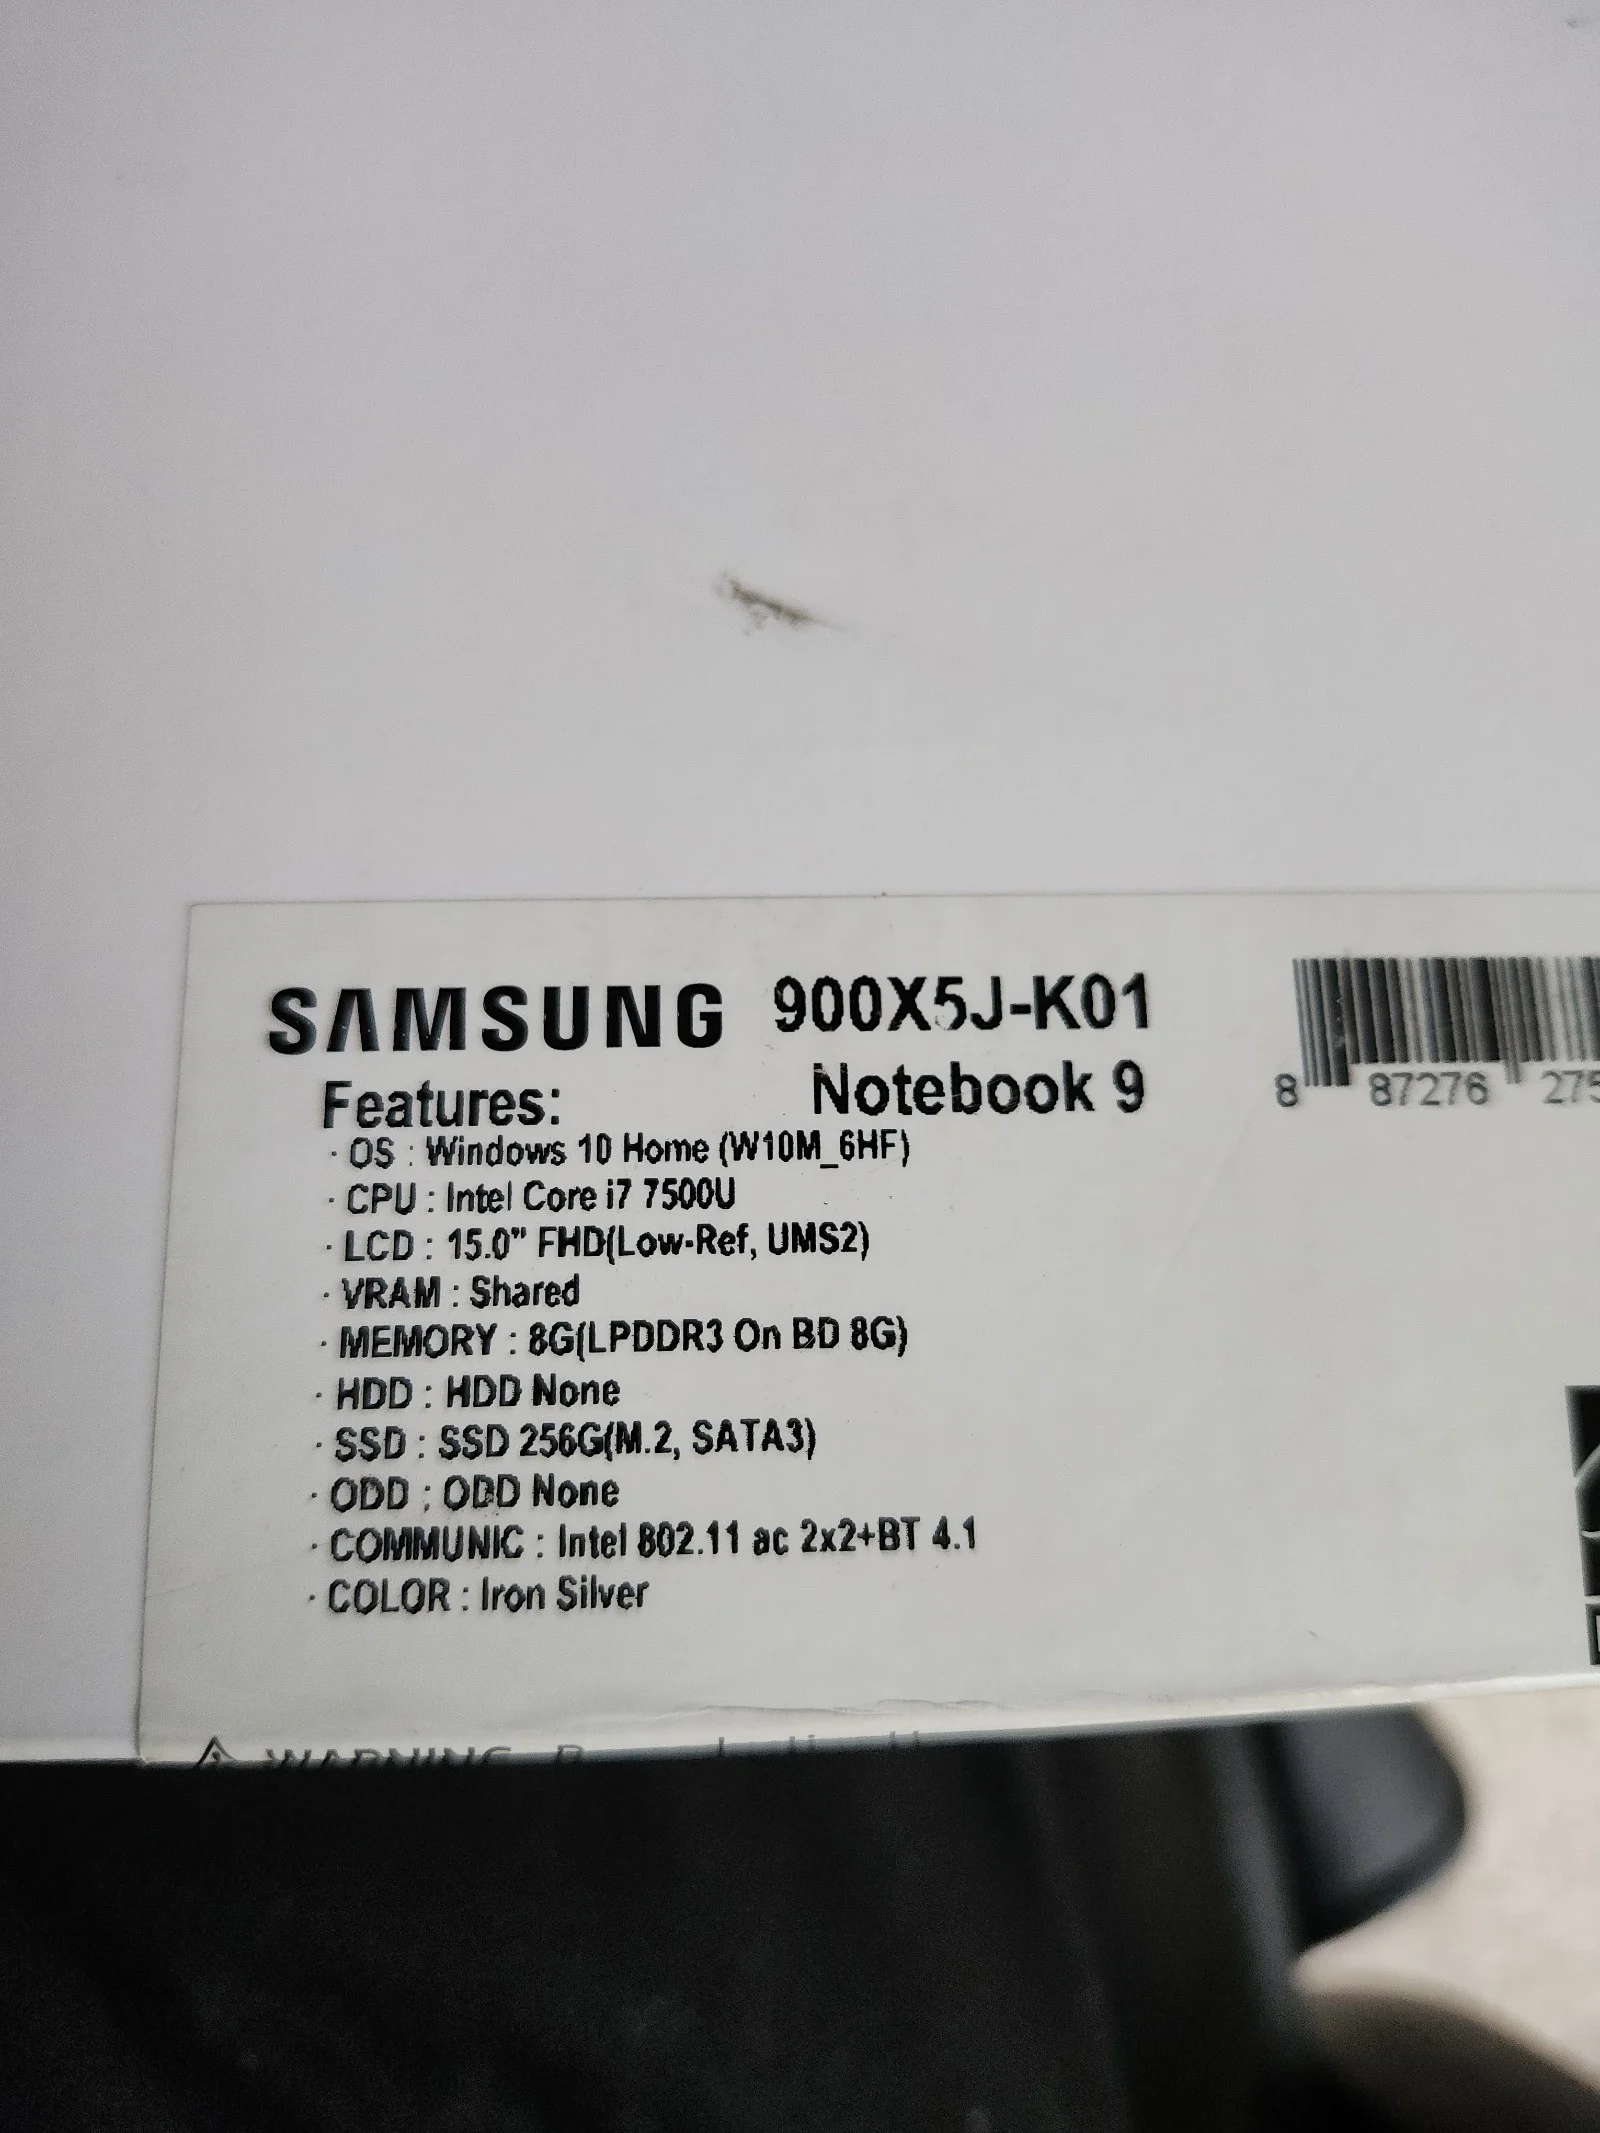 SAMSUNG 900X5J-K01
Features: Notebook 9
8 87276 275
· OS : Windows 10 Home (W10M_6HF)
· CPU : Intel Core i7 7500U
· LCD : 15.0" FHD(Low-Ref, UMS2)
· VRAM : Shared
· MEMORY : 8G(LPDDR3 On BD 8G)
· HDD : HDD None
· SSD : SSD 256G(M.2, SATA3)
· ODD : ODD None
· COMMUNIC : Intel 802.11 ac 2x2+BT 4.1
· COLOR : Iron Silver
WARNING